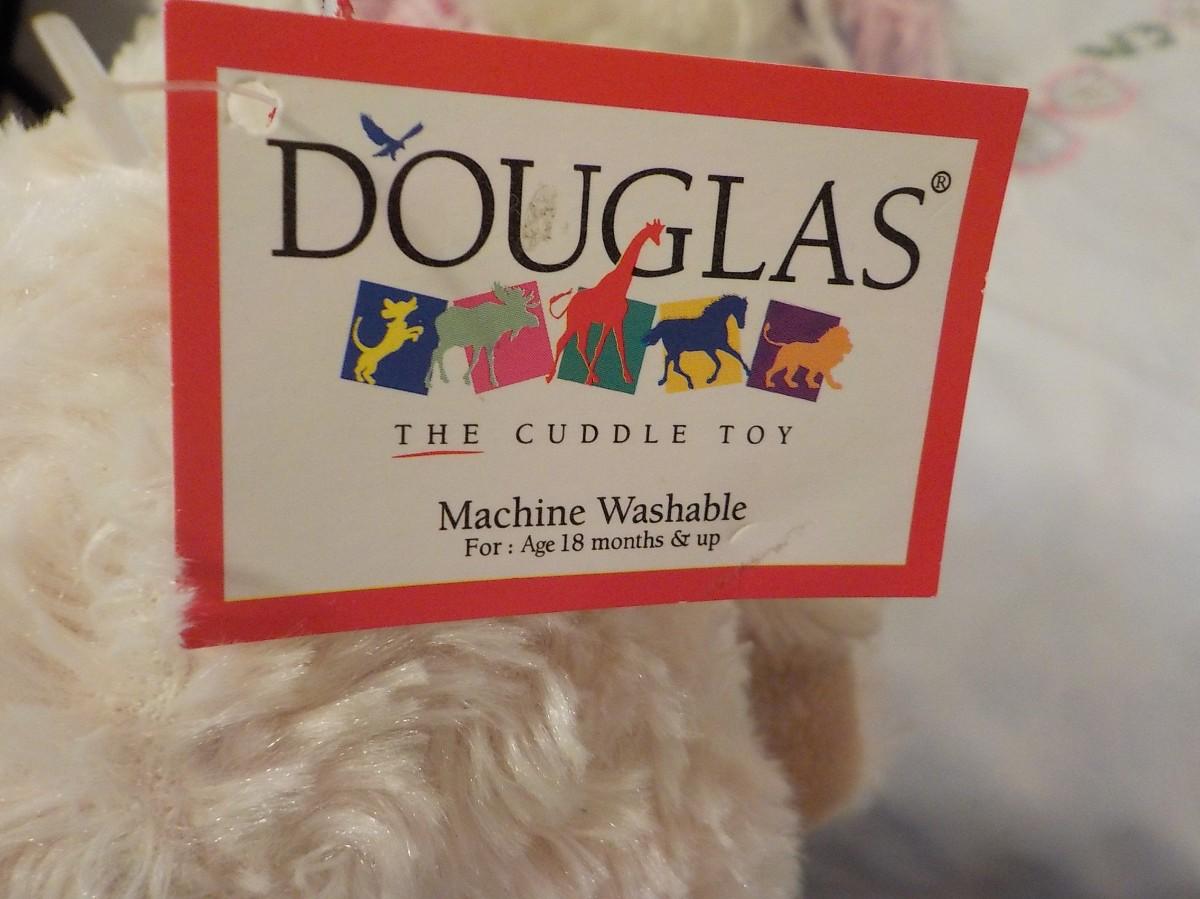 DOUGLAS®
THE CUDDLE TOY
Machine Washable
For : Age 18 months & up